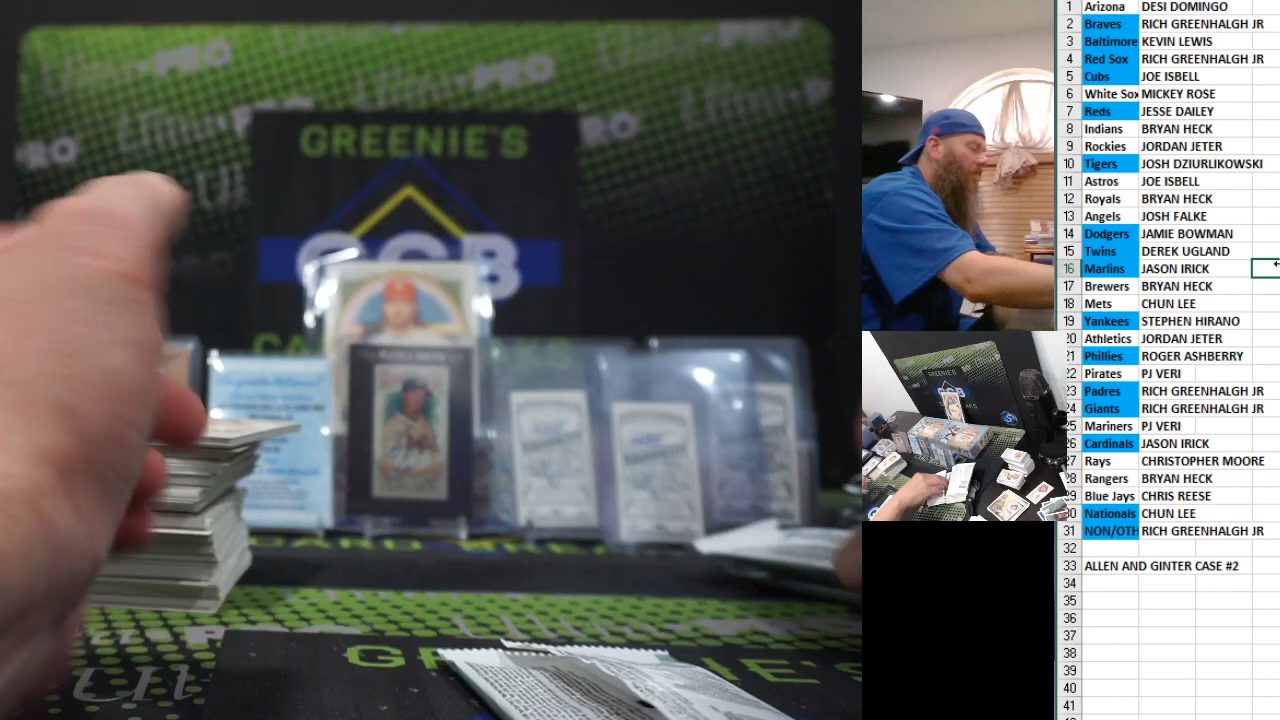 GREENIE'S
GCB
PRO
1 Arizona DESI DOMINGO
2 Braves RICH GREENHALGH JR
3 Baltimore KEVIN LEWIS
4 Red Sox RICH GREENHALGH JR
5 Cubs JOE ISBELL
6 White Sox MICKEY ROSE
7 Reds JESSE DAILEY
8 Indians BRYAN HECK
9 Rockies JORDAN JETER
10 Tigers JOSH DZIURLIKOWSKI
11 Astros JOE ISBELL
12 Royals BRYAN HECK
13 Angels JOSH FALKE
14 Dodgers JAMIE BOWMAN
15 Twins DEREK UGLAND
16 Marlins JASON IRICK
17 Brewers BRYAN HECK
18 Mets CHUN LEE
19 Yankees STEPHEN HIRANO
20 Athletics JORDAN JETER
21 Phillies ROGER ASHBERRY
22 Pirates PJ VERI
23 Padres RICH GREENHALGH JR
24 Giants RICH GREENHALGH JR
25 Mariners PJ VERI
26 Cardinals JASON IRICK
27 Rays CHRISTOPHER MOORE
28 Rangers BRYAN HECK
29 Blue Jays CHRIS REESE
30 Nationals CHUN LEE
31 NON/OTH RICH GREENHALGH JR
32
33 ALLEN AND GINTER CASE #2
34
35
36
37
38
39
40
41